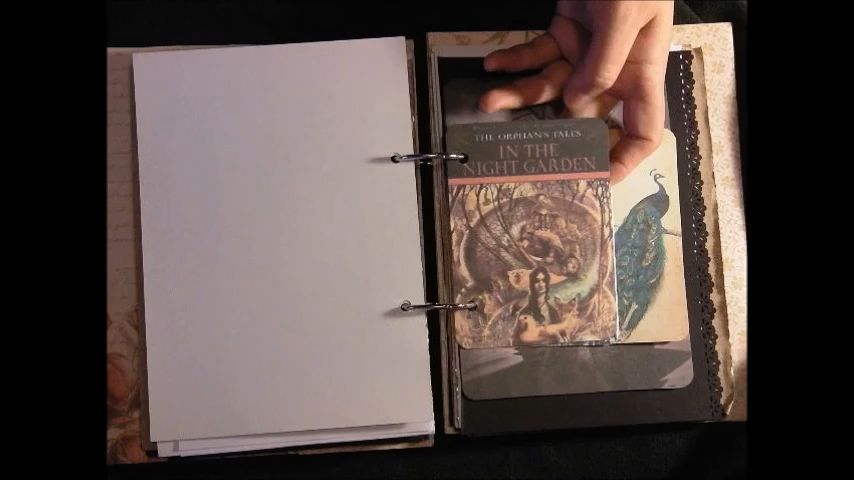 THE ORPHAN'S TALES
IN THE
NIGHT GARDEN